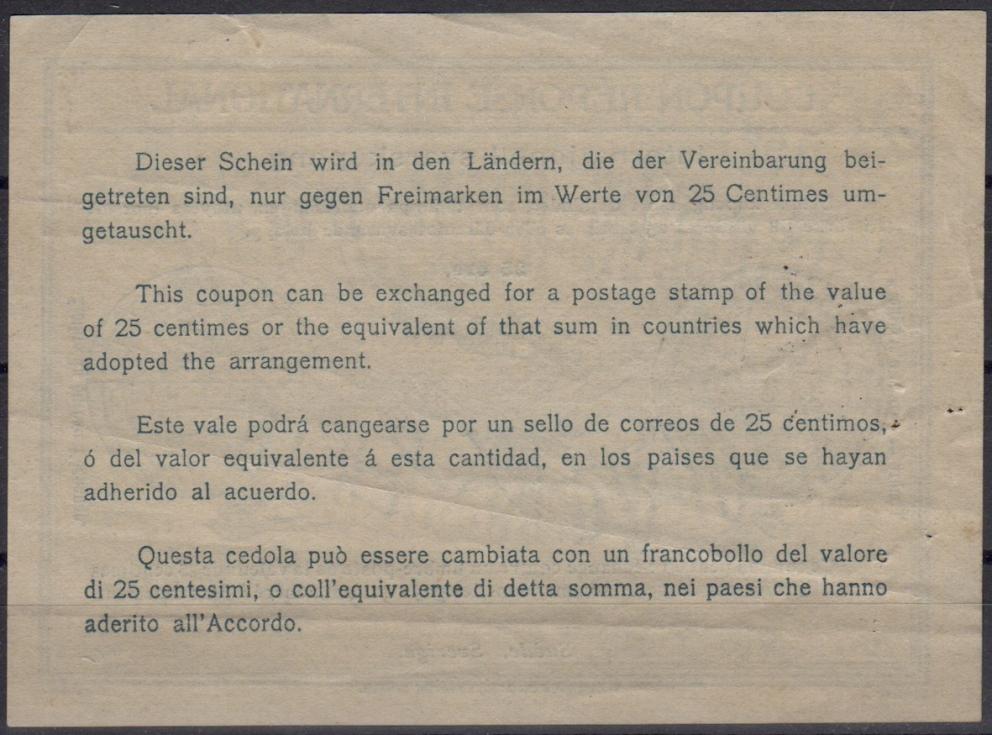 Dieser Schein wird in den Ländern, die der Vereinbarung bei-
getreten sind, nur gegen Freimarken im Werte von 25 Centimes um-
getauscht.
This coupon can be exchanged for a postage stamp of the value
of 25 centimes or the equivalent of that sum in countries which have
adopted the arrangement.
Este vale podrá cangearse por un sello de correos de 25 centimos,
ó del valor equivalente á esta cantidad, en los paises que se hayan
adherido al acuerdo.
Questa cedola può essere cambiata con un francobollo del valore
di 25 centesimi, o coll'equivalente di detta somma, nei paesi che hanno
aderito all'Accordo.